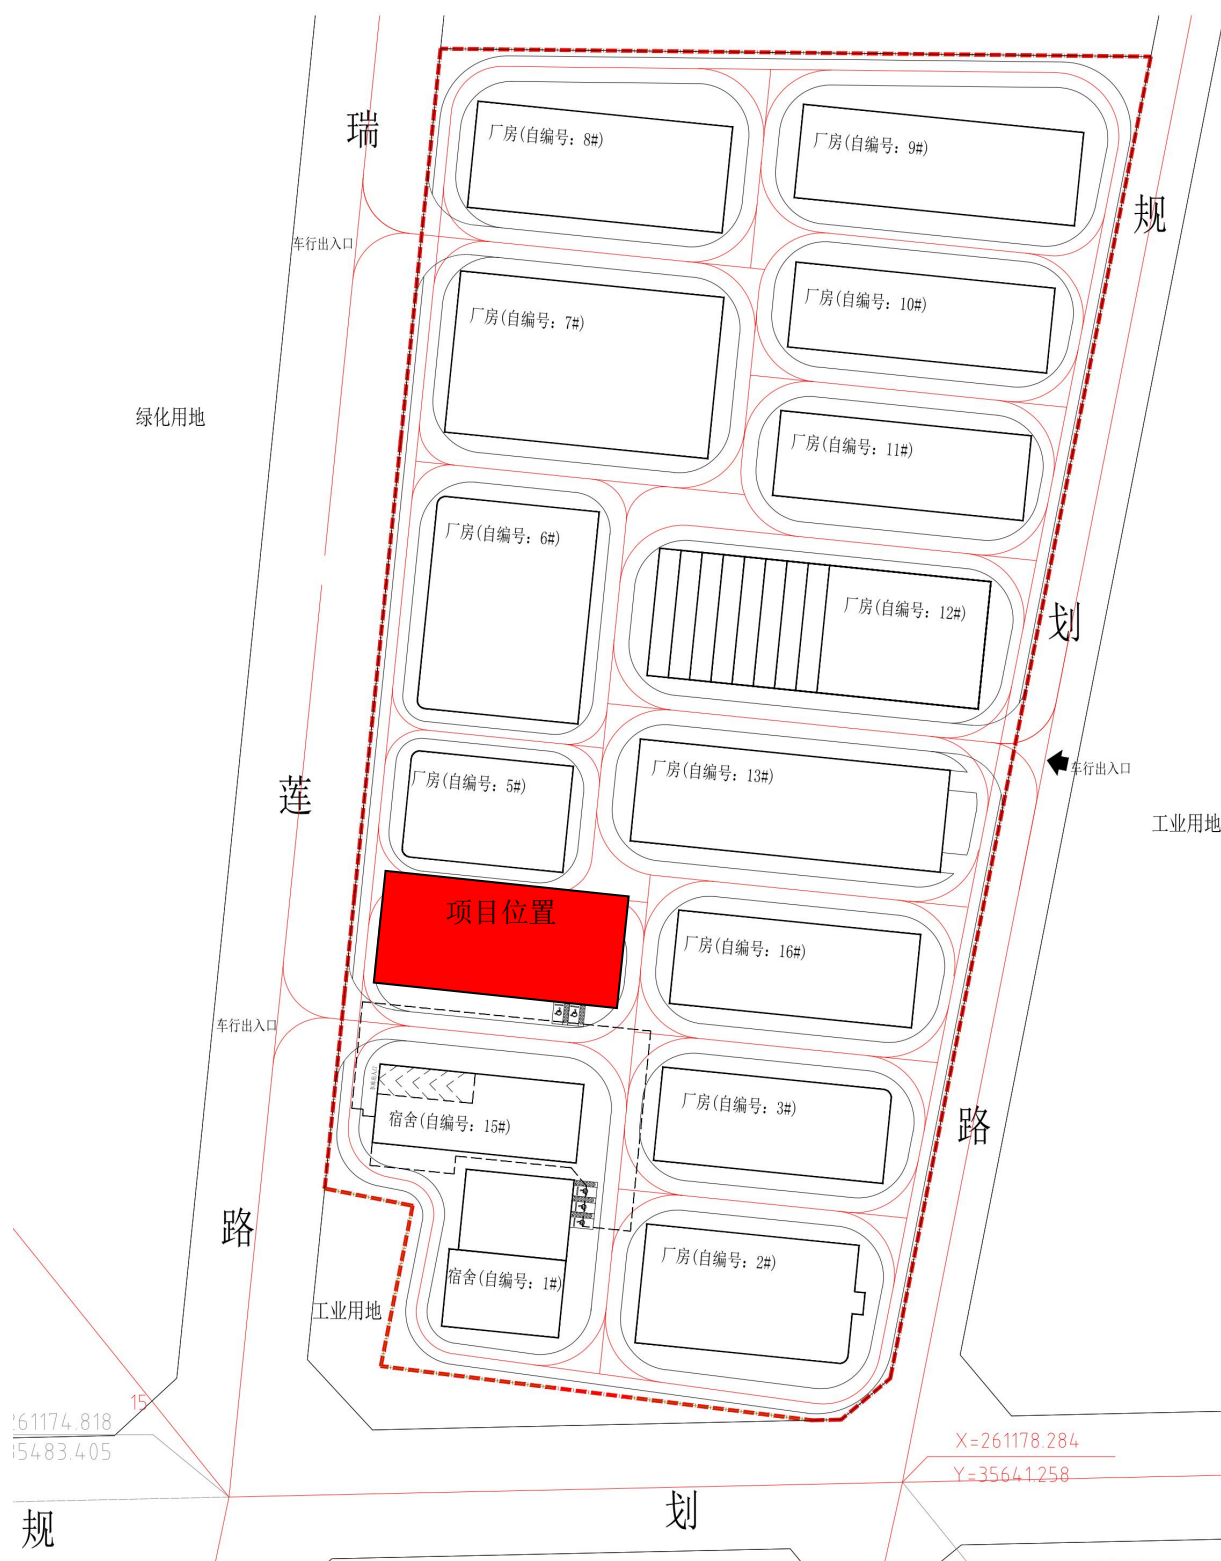 瑞
厂房(自编号: 8#)
厂房(自编号: 9#)
规
车行出入口
厂房(自编号: 10#)
厂房(自编号: 7#)
绿化用地
厂房(自编号: 11#)
厂房(自编号: 6#)
厂房(自编号: 12#)
划
车行出入口
厂房(自编号: 13#)
厂房(自编号: 5#)
莲
工业用地
项目位置
厂房(自编号: 16#)
车行出入口
厂房(自编号: 3#)
宿舍(自编号: 15#)
路
路
厂房(自编号: 2#)
宿舍(自编号: 1#)
工业用地
15
261174.818
35483.405
X=261178.284
Y=35641.258
规
划